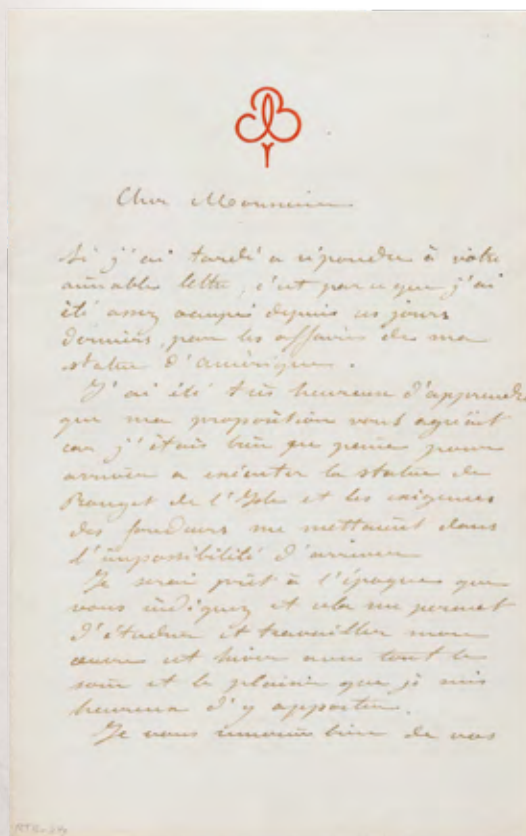 Cher Monsieur
Si j'ai tardé a répondre à votre
aimable lettre, c'est parce que j'ai
été assez occupé depuis ces jours
derniers, par les affaires de ma
statue d'Amérique.
J'ai été très heureux d'apprendre
que ma proposition vous agréait
car j'étais bien en peine pour
arriver a exécuter la statue de
Rouget de l'Isle et les exigences
des fondeurs me mettaient dans
l'impossibilité d'arriver
Je serai prêt à l'époque que
vous indiquez et cela me permet
d'étudier et travailler mon
œuvre cet hiver avec tout le
soin et le plaisir que je suis
heureux d'y apporter.
Je vous remercie bien de vos